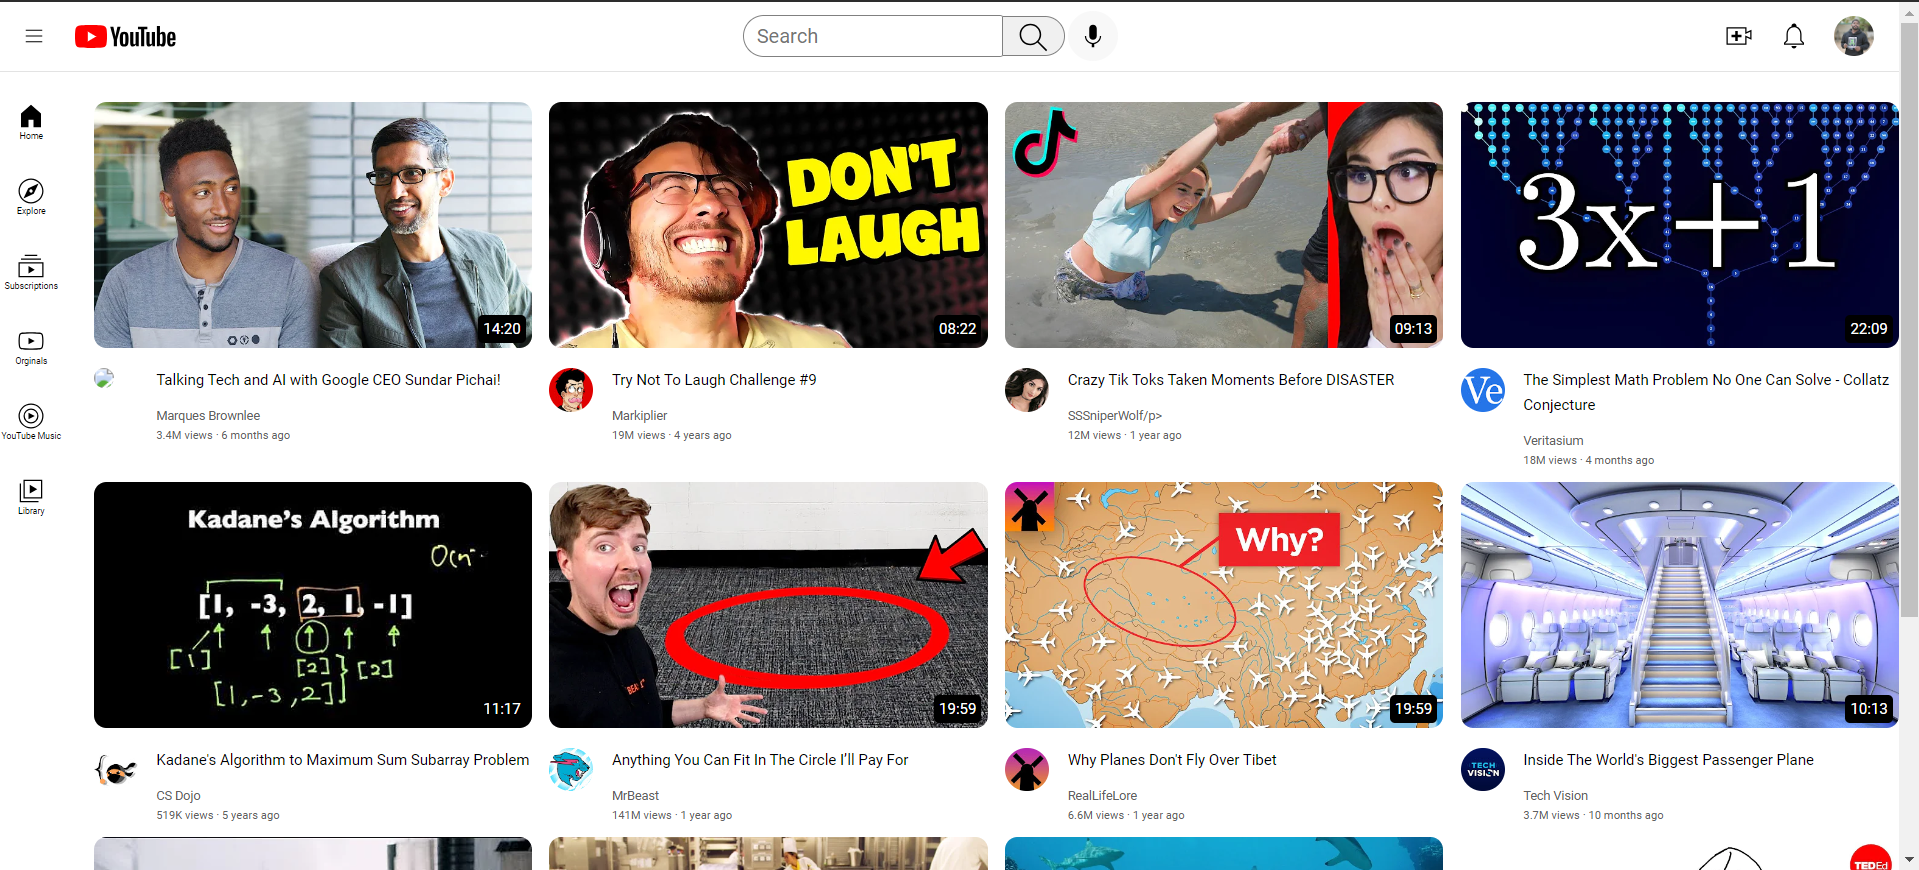 YouTube
Search
Home
Explore
Subscriptions
Orginals
YouTube Music
Library
14:20
Talking Tech and AI with Google CEO Sundar Pichai!
Marques Brownlee
3.4M views · 6 months ago
DON'T
LAUGH
08:22
Try Not To Laugh Challenge #9
Markiplier
19M views · 4 years ago
09:13
Crazy Tik Toks Taken Moments Before DISASTER
SSSniperWolf/p>
12M views · 1 year ago
3x+1
22:09
Ve
The Simplest Math Problem No One Can Solve - Collatz
Conjecture
Veritasium
18M views · 4 months ago
Kadane's Algorithm
[1, -3, 2, 1, -1]
[1]
[2]
[2]
[1, -3, 2]
11:17
Kadane's Algorithm to Maximum Sum Subarray Problem
CS Dojo
519K views · 5 years ago
19:59
Anything You Can Fit In The Circle I'll Pay For
MrBeast
141M views · 1 year ago
Why?
19:59
Why Planes Don't Fly Over Tibet
RealLifeLore
6.6M views · 1 year ago
10:13
TECH
VISION
Inside The World's Biggest Passenger Plane
Tech Vision
3.7M views · 10 months ago
TEDEd